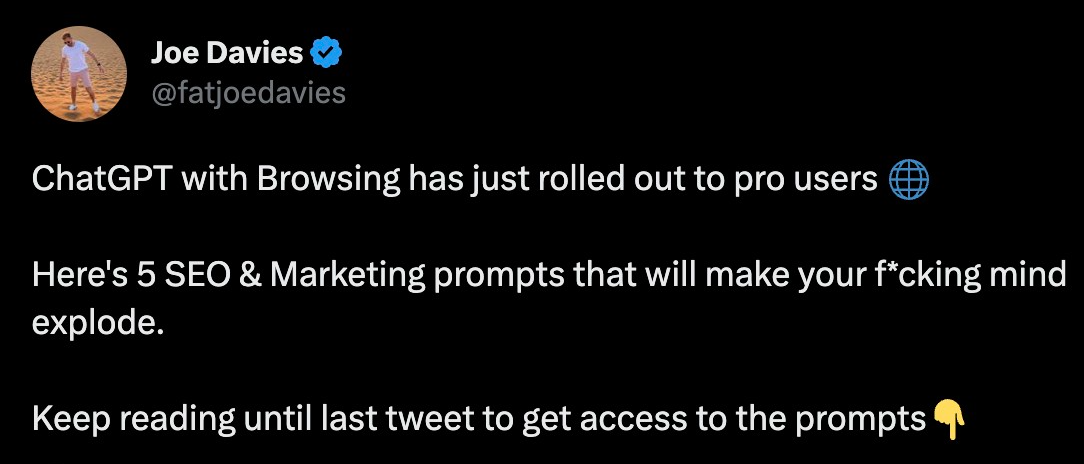 Joe Davies
@fatjoedavies
ChatGPT with Browsing has just rolled out to pro users 🌐
Here's 5 SEO & Marketing prompts that will make your f*cking mind
explode.
Keep reading until last tweet to get access to the prompts👇